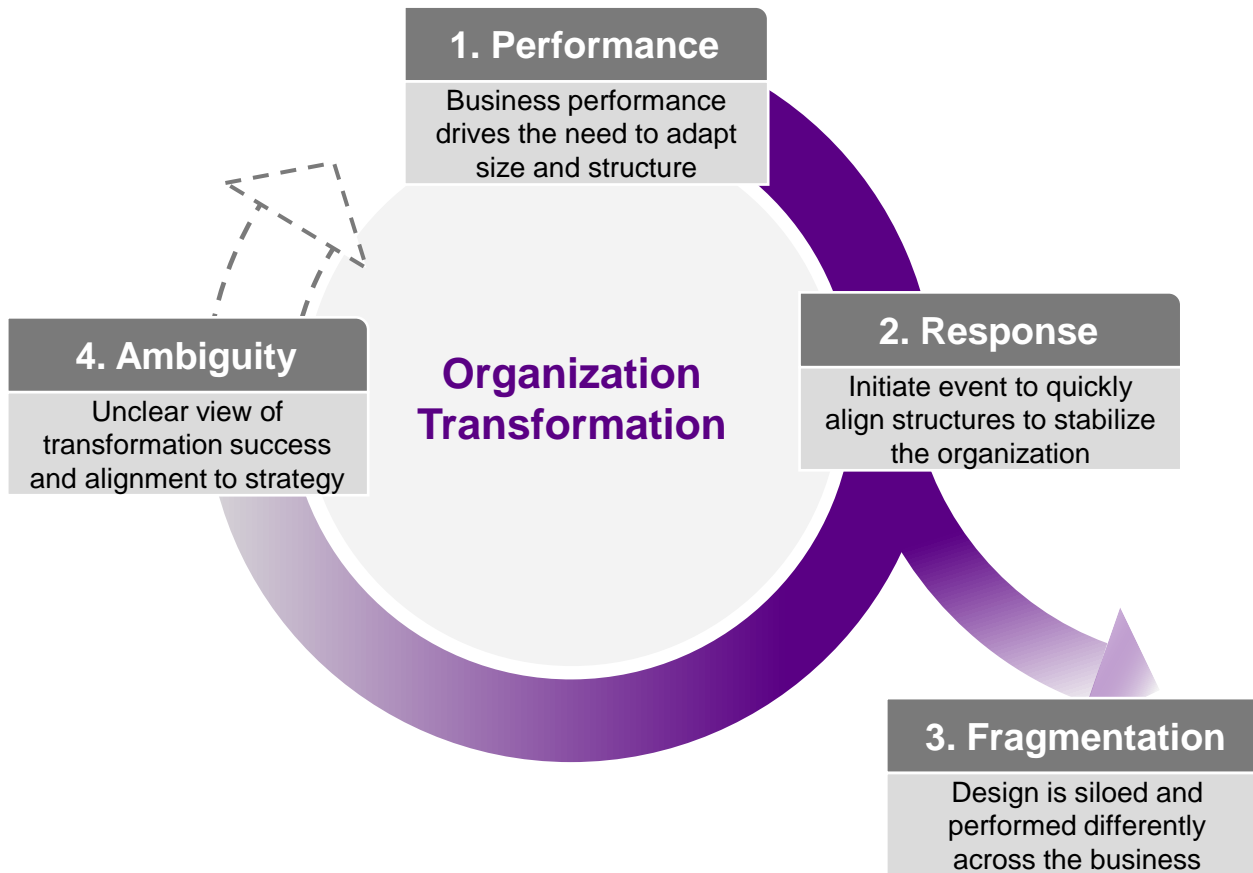 1. Performance
Business performance
drives the need to adapt
size and structure
2. Response
Initiate event to quickly
align structures to stabilize
the organization
3. Fragmentation
Design is siloed and
performed differently
across the business
4. Ambiguity
Unclear view of
transformation success
and alignment to strategy
Organization
Transformation